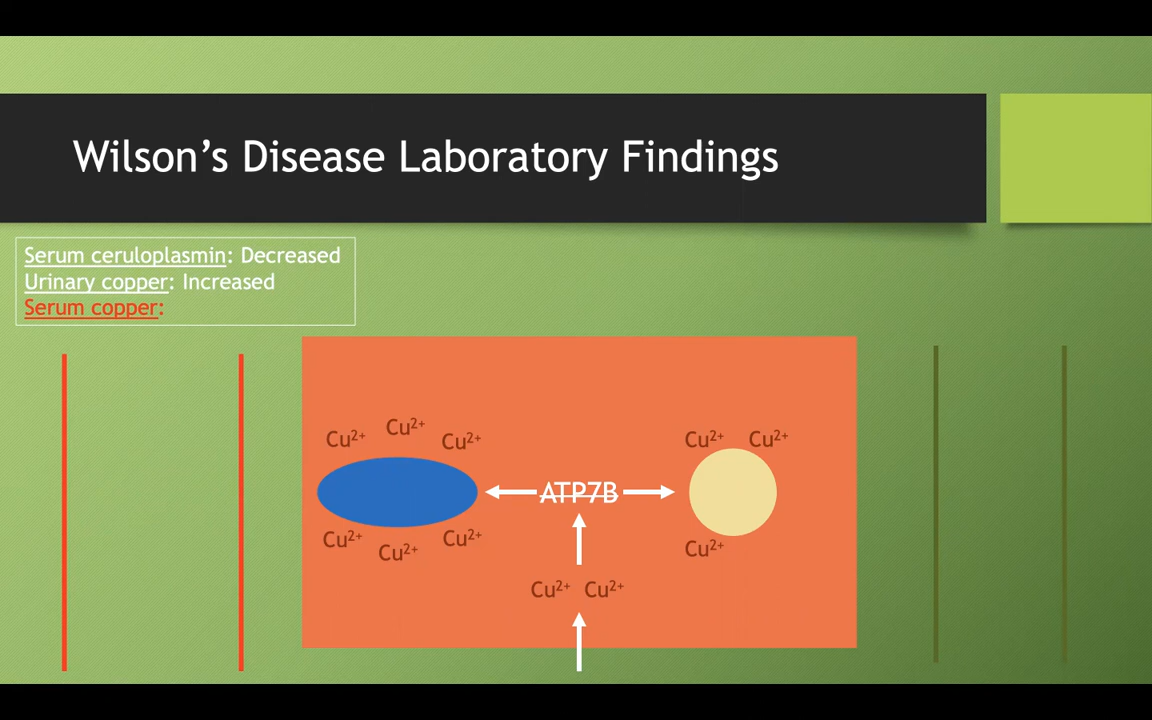 Wilson’s Disease Laboratory Findings
Serum ceruloplasmin: Decreased
Urinary copper: Increased
Serum copper:
Cu²⁺ Cu²⁺ Cu²⁺ Cu²⁺ Cu²⁺
ATP7B
Cu²⁺ Cu²⁺ Cu²⁺ Cu²⁺
Cu²⁺ Cu²⁺